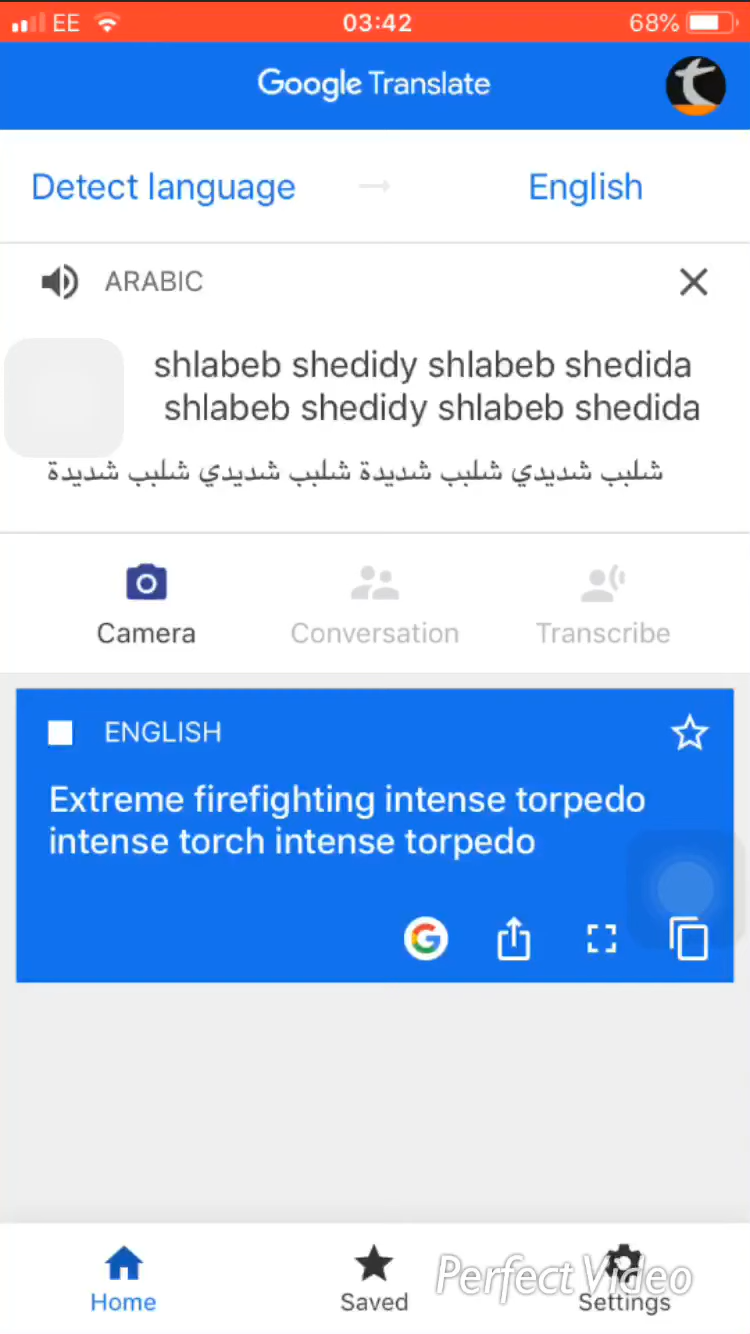 EE 03:42 68%
Google Translate
Detect language → English
ARABIC
shlabeb shedidy shlabeb shedida
shlabeb shedidy shlabeb shedida
شلبب شديدي شلبب شديدة شلبب شديدي شلبب شديدة
Camera Conversation Transcribe
ENGLISH
Extreme firefighting intense torpedo
intense torch intense torpedo
Perfect Video
Home Saved Settings